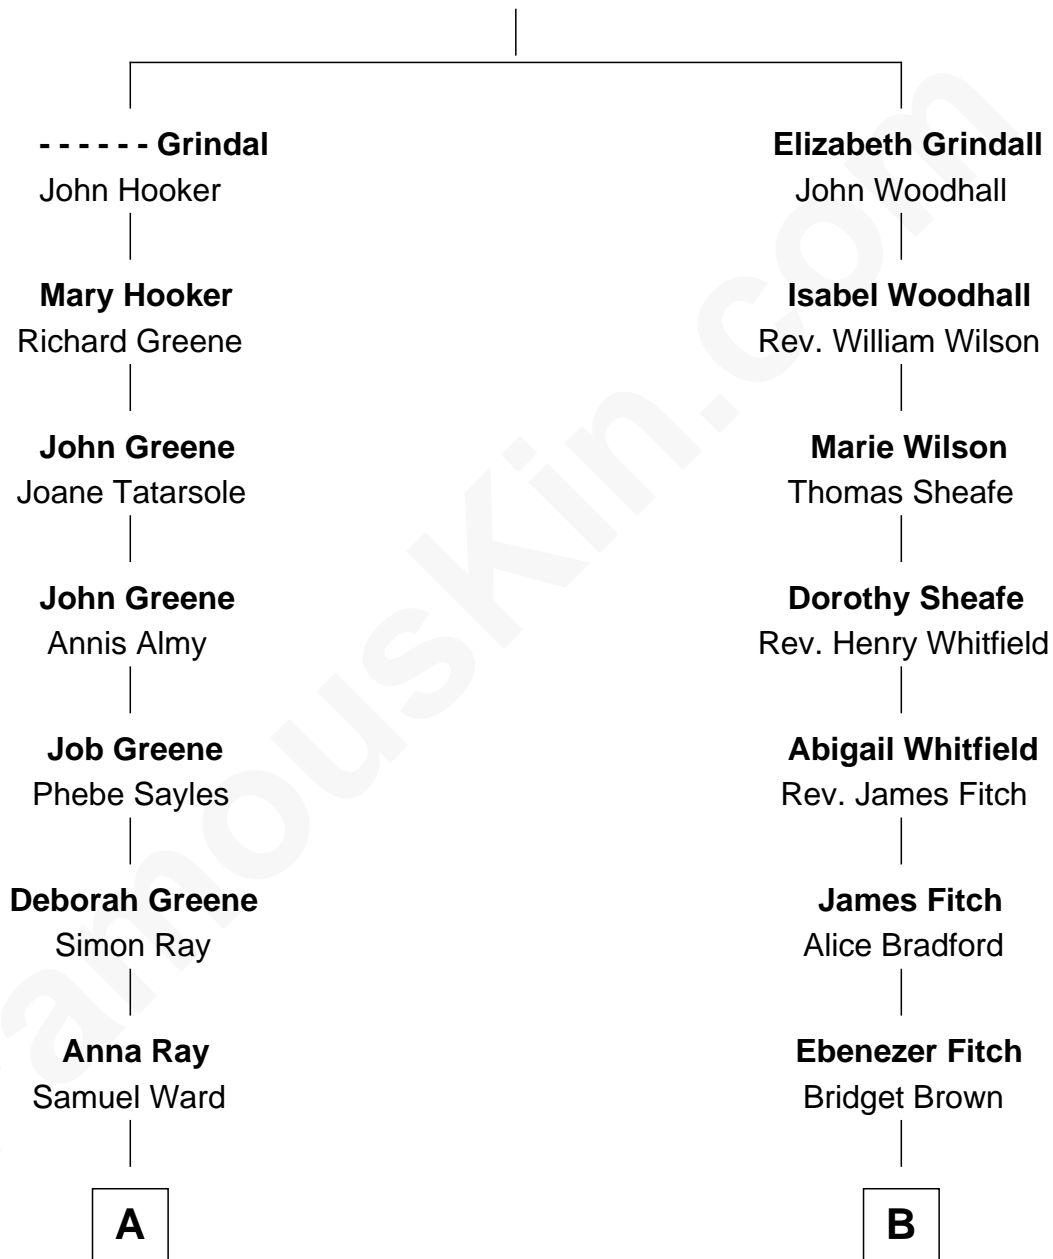 - - - - - - Grindal
John Hooker
Mary Hooker
Richard Greene
John Greene
Joane Tatarsole
John Greene
Annis Almy
Job Greene
Phebe Sayles
Deborah Greene
Simon Ray
Anna Ray
Samuel Ward
A
Elizabeth Grindall
John Woodhall
Isabel Woodhall
Rev. William Wilson
Marie Wilson
Thomas Sheafe
Dorothy Sheafe
Rev. Henry Whitfield
Abigail Whitfield
Rev. James Fitch
James Fitch
Alice Bradford
Ebenezer Fitch
Bridget Brown
B
amousKin.com